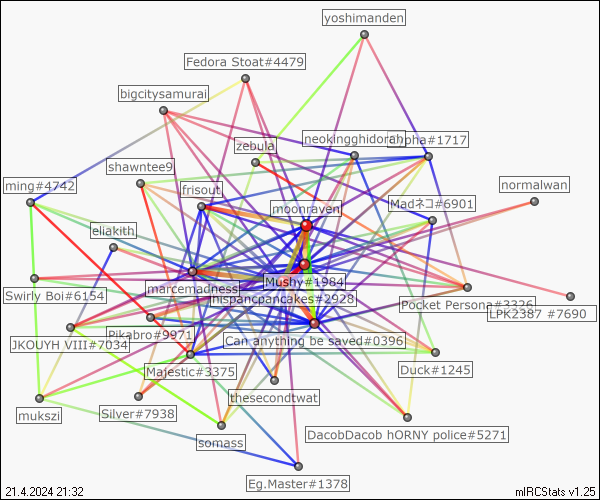 yoshimanden
Fedora Stoat#4479
bigcitysamurai
neokingghidorah
zebula
shawntee9
ming#4742
frisout
normalwan
moonraven
Madネコ#6901
eliakith
Mushy#1984
marcemadness
Swirly Boi#6154
hispancpancakes#2928
Pocket Persona#3326
LPK2387 #7690
Pikabro#9971
JKOUYH VIII#7034
Can anything be saved#0396
Majestic#3375
Duck#1245
thesecondtwat
Silver#7938
mukszi
somass
DacobDacob hORNY police#5271
Eg.Master#1378
21.4.2024 21:32
mIRCStats v1.25